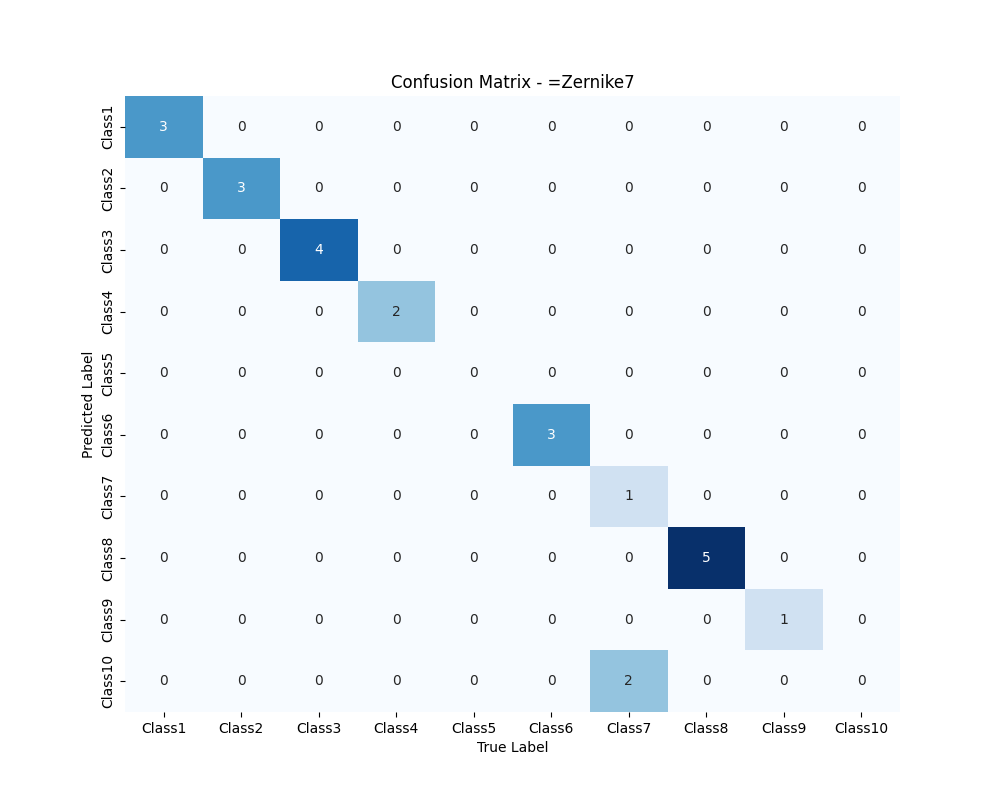 Confusion Matrix - =Zernike7
Class1 3 0 0 0 0 0 0 0 0 0
Class2 0 3 0 0 0 0 0 0 0 0
Class3 0 0 4 0 0 0 0 0 0 0
Class4 0 0 0 2 0 0 0 0 0 0
Class5 0 0 0 0 0 0 0 0 0 0
Class6 0 0 0 0 0 3 0 0 0 0
Class7 0 0 0 0 0 0 1 0 0 0
Class8 0 0 0 0 0 0 0 5 0 0
Class9 0 0 0 0 0 0 0 0 1 0
Class10 0 0 0 0 0 0 2 0 0 0
Predicted Label
Class1 Class2 Class3 Class4 Class5 Class6 Class7 Class8 Class9 Class10
True Label